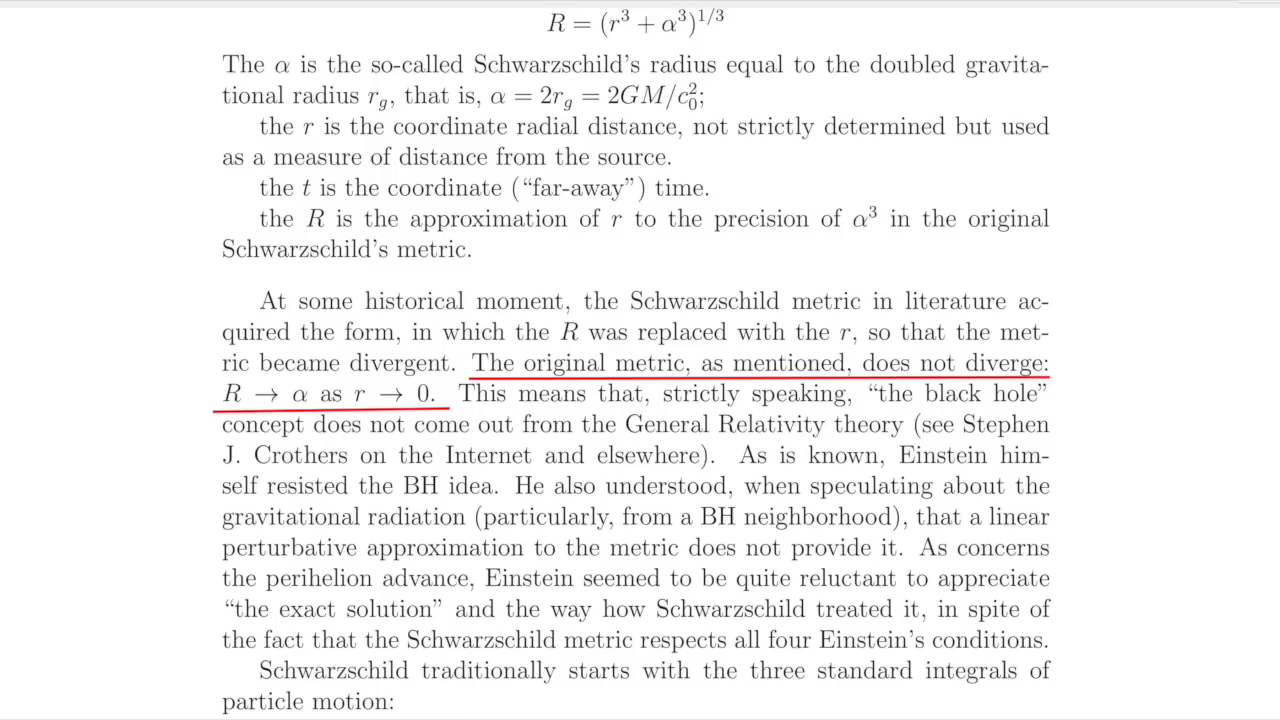 R = (r³ + α³)^{1/3}
The α is the so-called Schwarzschild's radius equal to the doubled gravita-
tional radius r_g, that is, α = 2r_g = 2GM/c₀²;
the r is the coordinate radial distance, not strictly determined but used
as a measure of distance from the source.
the t is the coordinate (“far-away”) time.
the R is the approximation of r to the precision of α³ in the original
Schwarzschild's metric.
At some historical moment, the Schwarzschild metric in literature ac-
quired the form, in which the R was replaced with the r, so that the met-
ric became divergent. The original metric, as mentioned, does not diverge:
R → α as r → 0. This means that, strictly speaking, “the black hole”
concept does not come out from the General Relativity theory (see Stephen
J. Crothers on the Internet and elsewhere). As is known, Einstein him-
self resisted the BH idea. He also understood, when speculating about the
gravitational radiation (particularly, from a BH neighborhood), that a linear
perturbative approximation to the metric does not provide it. As concerns
the perihelion advance, Einstein seemed to be quite reluctant to appreciate
“the exact solution” and the way how Schwarzschild treated it, in spite of
the fact that the Schwarzschild metric respects all four Einstein's conditions.
Schwarzschild traditionally starts with the three standard integrals of
particle motion: